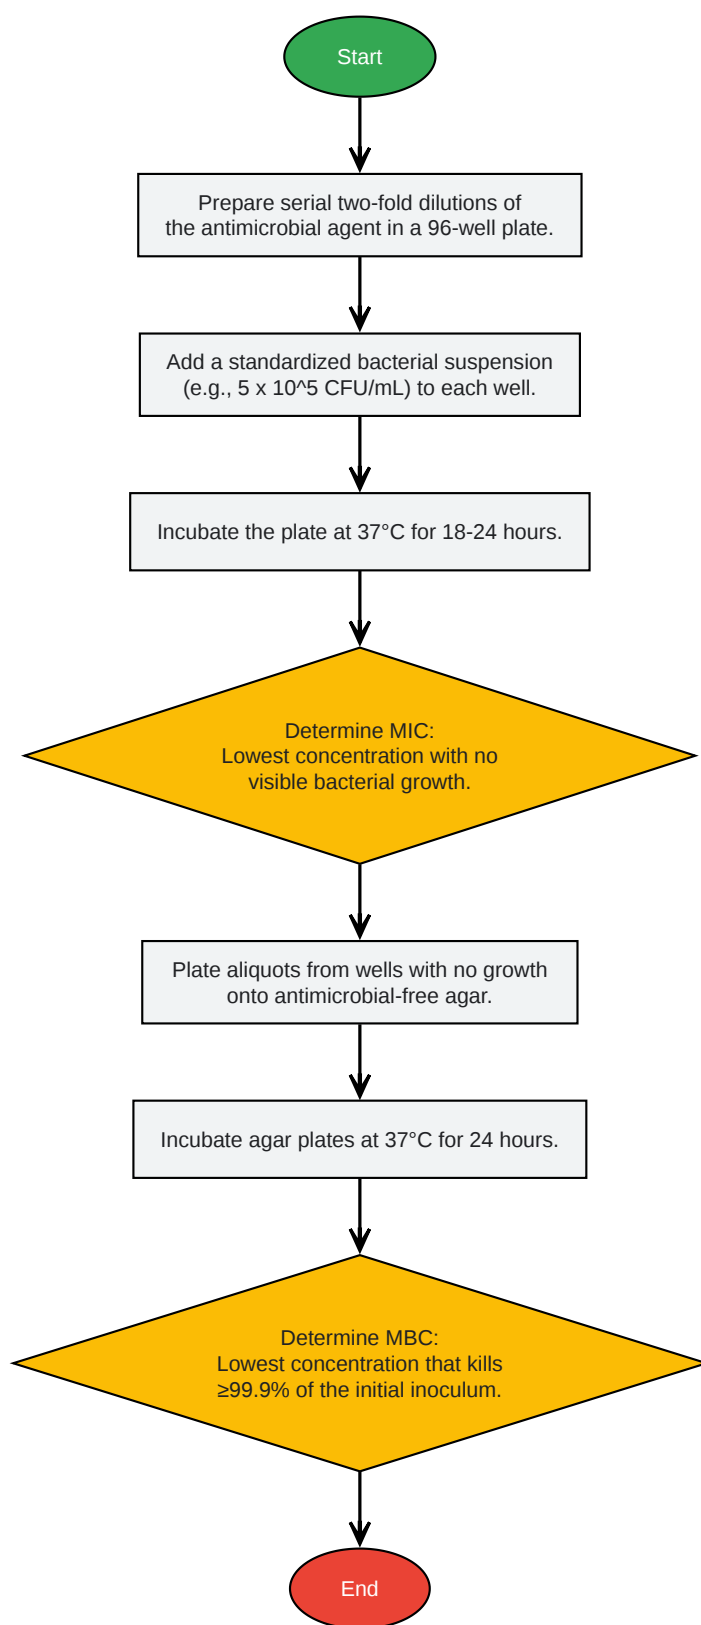 Start
Prepare serial two-fold dilutions of
the antimicrobial agent in a 96-well plate.
Add a standardized bacterial suspension
(e.g., 5 x 10^5 CFU/mL) to each well.
Incubate the plate at 37°C for 18-24 hours.
Determine MIC:
Lowest concentration with no
visible bacterial growth.
Plate aliquots from wells with no growth
onto antimicrobial-free agar.
Incubate agar plates at 37°C for 24 hours.
Determine MBC:
Lowest concentration that kills
≥99.9% of the initial inoculum.
End